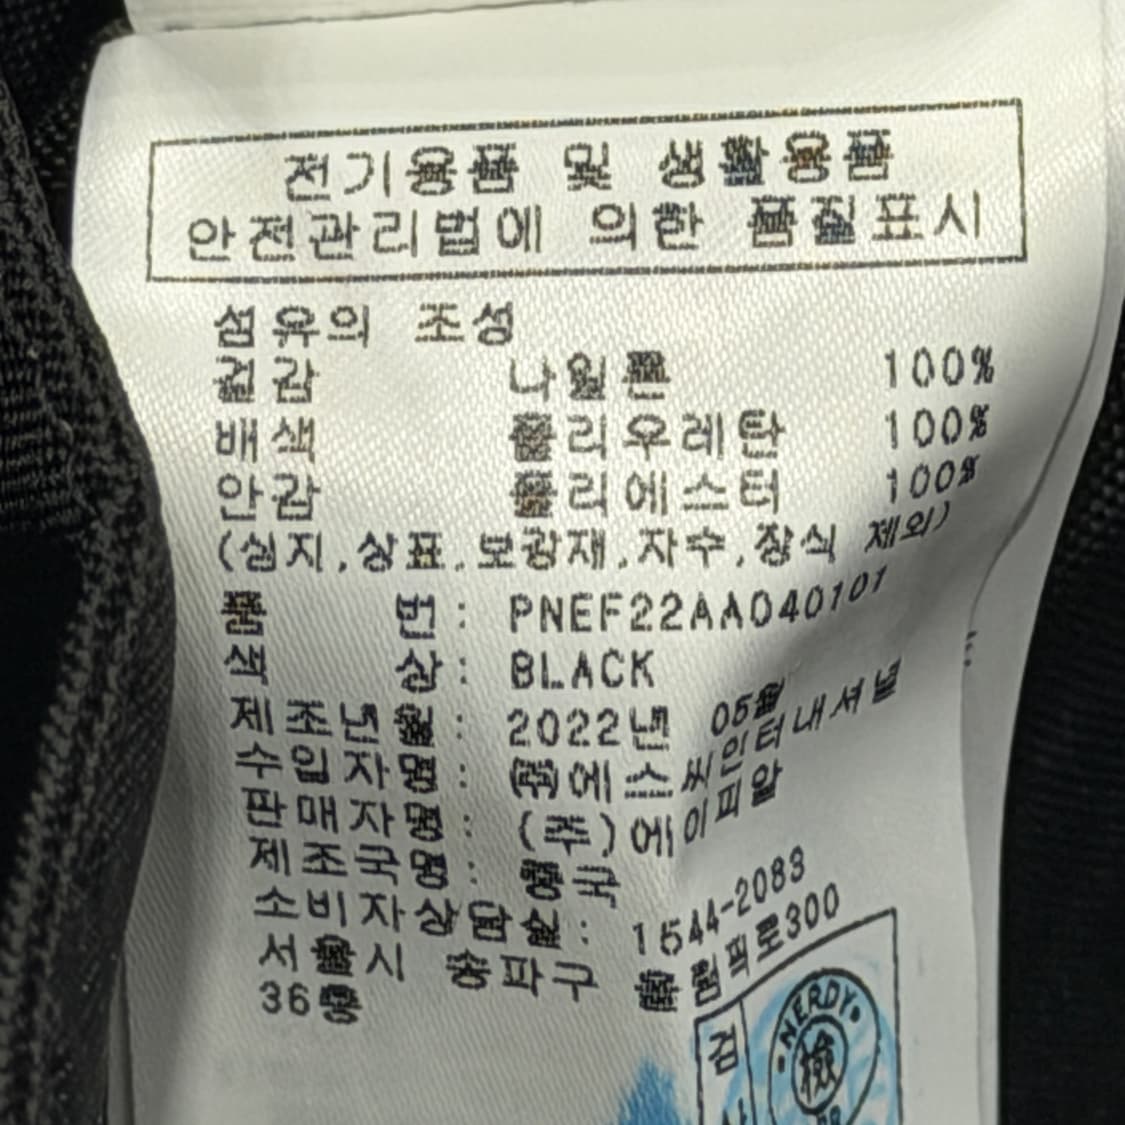 전기용품 및 생활용품
안전관리법에 의한 품질표시
섬유의 조성
겉감 나일론 100%
배색 폴리우레탄 100%
안감 폴리에스터 100%
(심지,상표,보강재,자수,장식 제외)
품 번 : PNEF22AA040101
색 상 : BLACK
제조년월 : 2022년 05월
수입자명 : ㈜에스씨인터내셔널
판매자명 : (주)에이피알
제조국명 : 중국
소비자상담실 : 1544-2083
서울시 송파구 올림픽로300
36층
NERDY
檢
검